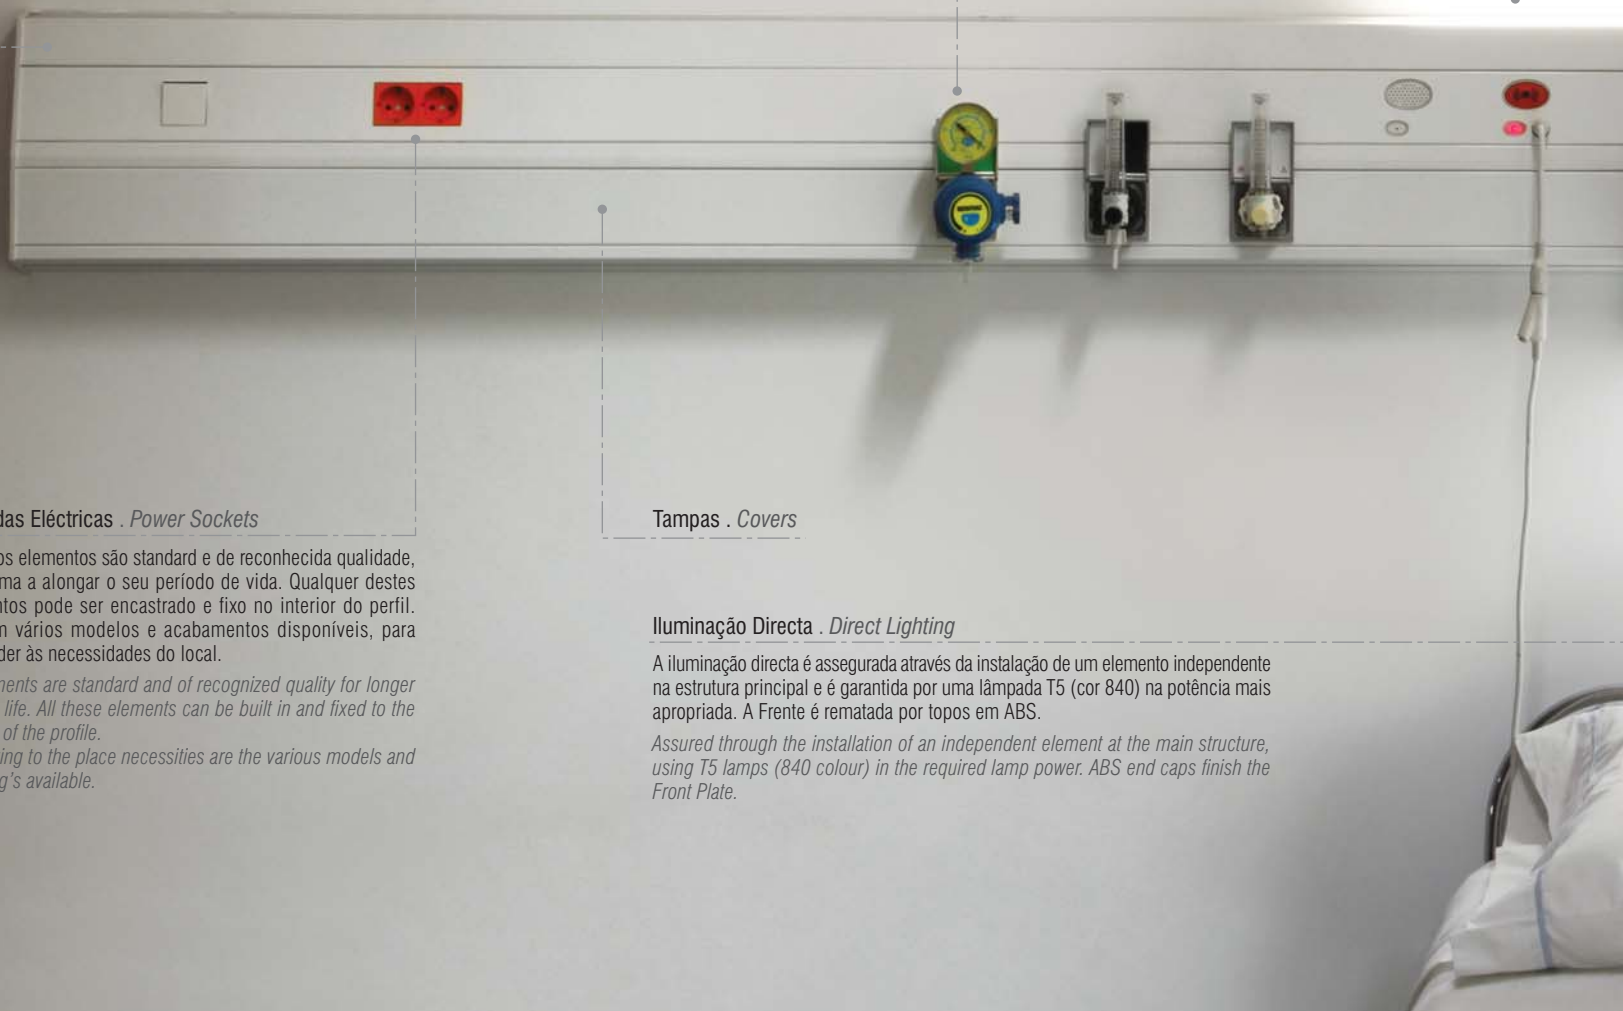 das Eléctricas . Power Sockets
os elementos são standard e de reconhecida qualidade,
ma a alongar o seu período de vida. Qualquer destes
ntos pode ser encastrado e fixo no interior do perfil.
m vários modelos e acabamentos disponíveis, para
der às necessidades do local.
nents are standard and of recognized quality for longer
life. All these elements can be built in and fixed to the
of the profile.
ing to the place necessities are the various models and
g's available.
Tampas . Covers
Iluminação Directa . Direct Lighting
A iluminação directa é assegurada através da instalação de um elemento independente
na estrutura principal e é garantida por uma lâmpada T5 (cor 840) na potência mais
apropriada. A Frente é rematada por topos em ABS.
Assured through the installation of an independent element at the main structure,
using T5 lamps (840 colour) in the required lamp power. ABS end caps finish the
Front Plate.